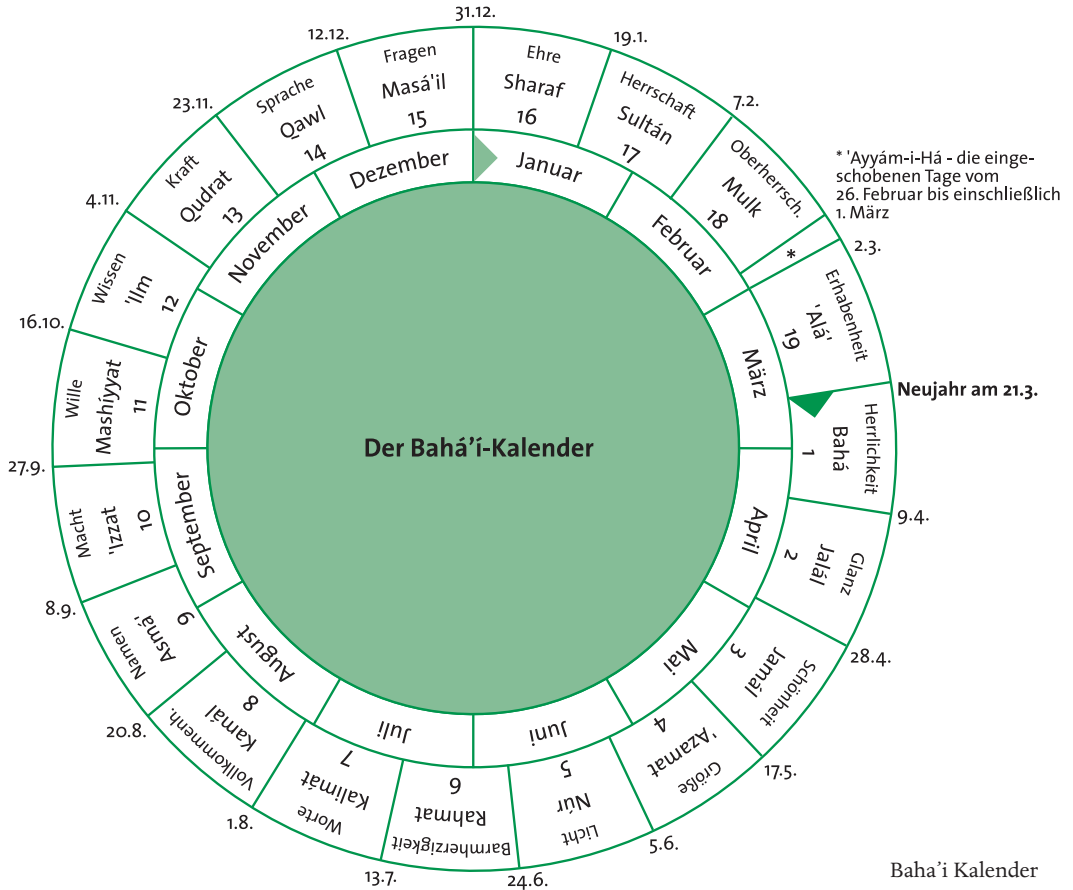 31.12.
19.1.
7.2.
2.3.
Neujahr am 21.3.
9.4.
28.4.
17.5.
5.6.
24.6.
13.7.
1.8.
20.8.
8.9.
27.9.
16.10.
4.11.
23.11.
12.12.
* 'Ayyám-i-Há - die einge-
schobenen Tage vom
26. Februar bis einschließlich
1. März
Ehre
Sharaf
16
Herrschaft
Sultán
17
Oberherrsch.
Mulk
18
*
Erhabenheit
'Alá'
19
Herrlichkeit
Bahá
1
Glanz
Jalál
2
Schönheit
Jamál
3
Größe
'Azamat
4
Licht
Núr
5
Barmherzigkeit
Rahmat
6
Worte
Kalimát
7
Vollkommenh.
Kamál
8
Namen
Asmá'
9
Macht
'Izzat
10
Wille
Mashíyyat
11
Wissen
'Ilm
12
Kraft
Qudrat
13
Sprache
Qawl
14
Fragen
Masá'il
15
Januar
Februar
März
April
Mai
Juni
Juli
August
September
Oktober
November
Dezember
Der Bahá’í-Kalender
Baha’i Kalender